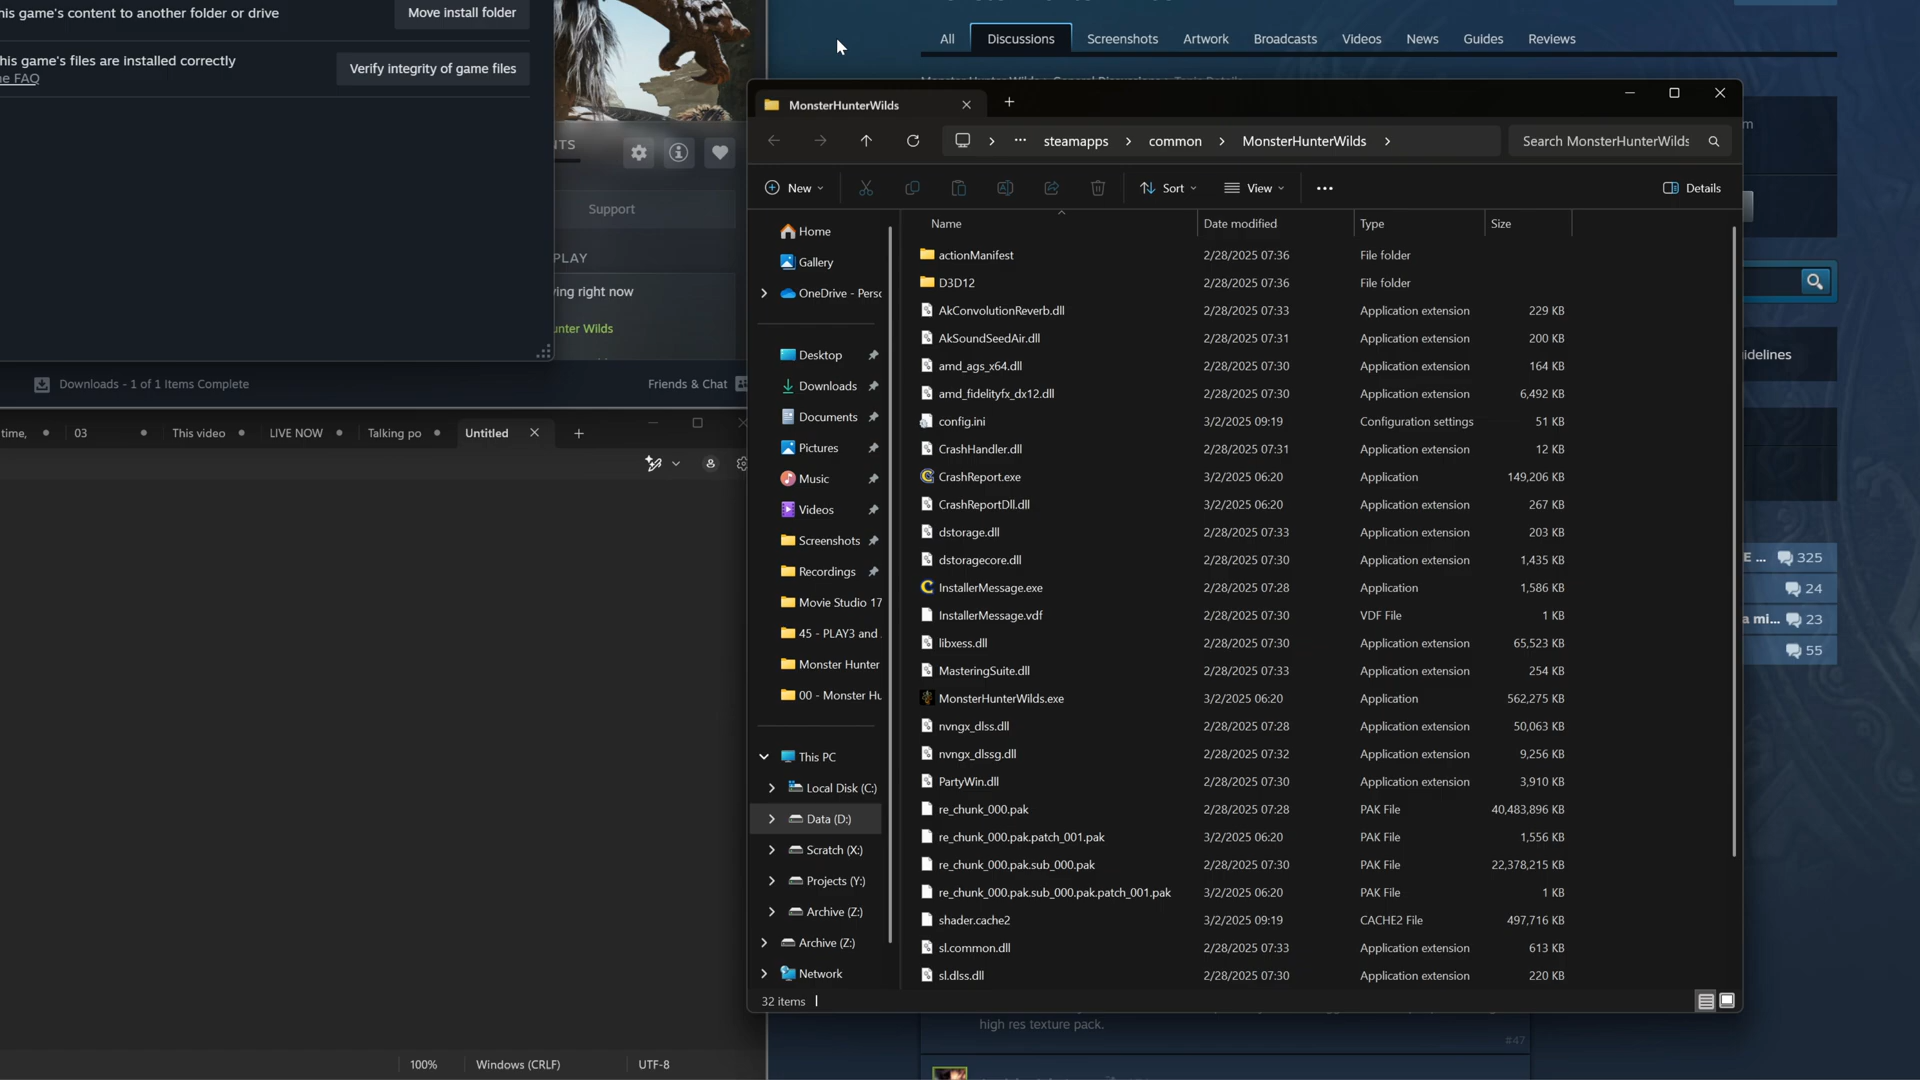 his game's content to another folder or drive
Move install folder
his game's files are installed correctly
ne FAQ
Verify integrity of game files
NTS
Support
PLAY
ying right now
unter Wilds
Downloads - 1 of 1 Items Complete
Friends & Chat
time,
03
This video
LIVE NOW
Talking po
Untitled
100%
Windows (CRLF)
UTF-8
All
Discussions
Screenshots
Artwork
Broadcasts
Videos
News
Guides
Reviews
MonsterHunterWilds
steamapps
common
MonsterHunterWilds
Search MonsterHunterWilds
New
Sort
View
Details
Home
Gallery
OneDrive - Perso
Desktop
Downloads
Documents
Pictures
Music
Videos
Screenshots
Recordings
Movie Studio 17
45 - PLAY3 and
Monster Hunter
00 - Monster Hu
This PC
Local Disk (C:)
Data (D:)
Scratch (X:)
Projects (Y:)
Archive (Z:)
Archive (Z:)
Network
Name Date modified Type Size
actionManifest 2/28/2025 07:36 File folder
D3D12 2/28/2025 07:36 File folder
AkConvolutionReverb.dll 2/28/2025 07:33 Application extension 229 KB
AkSoundSeedAir.dll 2/28/2025 07:31 Application extension 200 KB
amd_ags_x64.dll 2/28/2025 07:30 Application extension 164 KB
amd_fidelityfx_dx12.dll 2/28/2025 07:30 Application extension 6,492 KB
config.ini 3/2/2025 09:19 Configuration settings 51 KB
CrashHandler.dll 2/28/2025 07:31 Application extension 12 KB
CrashReport.exe 3/2/2025 06:20 Application 149,206 KB
CrashReportDll.dll 3/2/2025 06:20 Application extension 267 KB
dstorage.dll 2/28/2025 07:33 Application extension 203 KB
dstoragecore.dll 2/28/2025 07:30 Application extension 1,435 KB
InstallerMessage.exe 2/28/2025 07:28 Application 1,586 KB
InstallerMessage.vdf 2/28/2025 07:30 VDF File 1 KB
libxess.dll 2/28/2025 07:30 Application extension 65,523 KB
MasteringSuite.dll 2/28/2025 07:33 Application extension 254 KB
MonsterHunterWilds.exe 3/2/2025 06:20 Application 562,275 KB
nvngx_dlss.dll 2/28/2025 07:28 Application extension 50,063 KB
nvngx_dlssg.dll 2/28/2025 07:32 Application extension 9,256 KB
PartyWin.dll 2/28/2025 07:30 Application extension 3,910 KB
re_chunk_000.pak 2/28/2025 07:28 PAK File 40,483,896 KB
re_chunk_000.pak.patch_001.pak 3/2/2025 06:20 PAK File 1,556 KB
re_chunk_000.pak.sub_000.pak 2/28/2025 07:30 PAK File 22,378,215 KB
re_chunk_000.pak.sub_000.pak.patch_001.pak 3/2/2025 06:20 PAK File 1 KB
shader.cache2 3/2/2025 09:19 CACHE2 File 497,716 KB
sl.common.dll 2/28/2025 07:33 Application extension 613 KB
sl.dlss.dll 2/28/2025 07:30 Application extension 220 KB
32 items
m
idelines
E ... 325
24
a mi... 23
55
high res texture pack.
#47